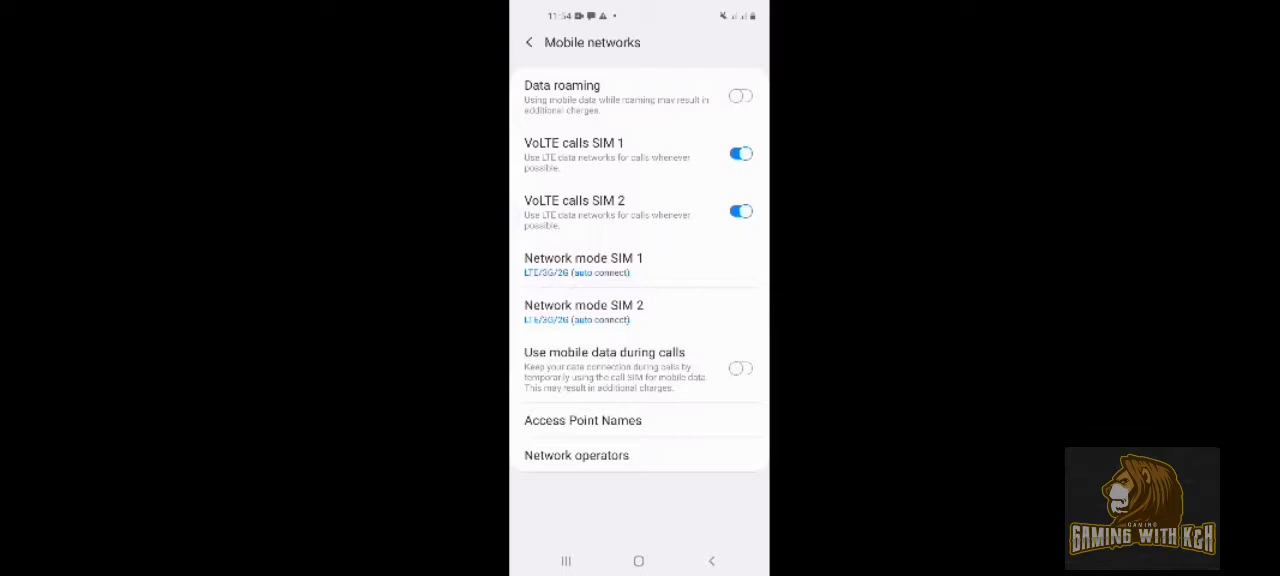 11:54
Mobile networks
Data roaming
Using mobile data while roaming may result in
additional charges.
VoLTE calls SIM 1
Use LTE data networks for calls whenever
possible.
VoLTE calls SIM 2
Use LTE data networks for calls whenever
possible.
Network mode SIM 1
LTE/3G/2G (auto connect)
Network mode SIM 2
LTE/3G/2G (auto connect)
Use mobile data during calls
Keep your data connection during calls by
temporarily using the call SIM for mobile data.
This may result in additional charges.
Access Point Names
Network operators
GAMING
GAMING WITH K&H